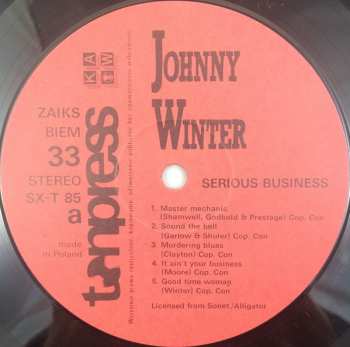 JOHNNY
WINTER
SERIOUS BUSINESS
ZAIKS
BIEM
33
STEREO
SX-T 85
a
made
in Poland
tonpress
K A
W
1. Master mechanic
(Shamwell, Godbold & Prestage) Cop. Con
2. Sound the bell
(Garlow & Shuler) Cop. Con
3. Murdering blues
(Clayton) Cop. Con
4. It ain't your business
(Moore) Cop. Con
5. Good time woman
(Winter) Cop. Con
Licensed from Sonet/Alligator